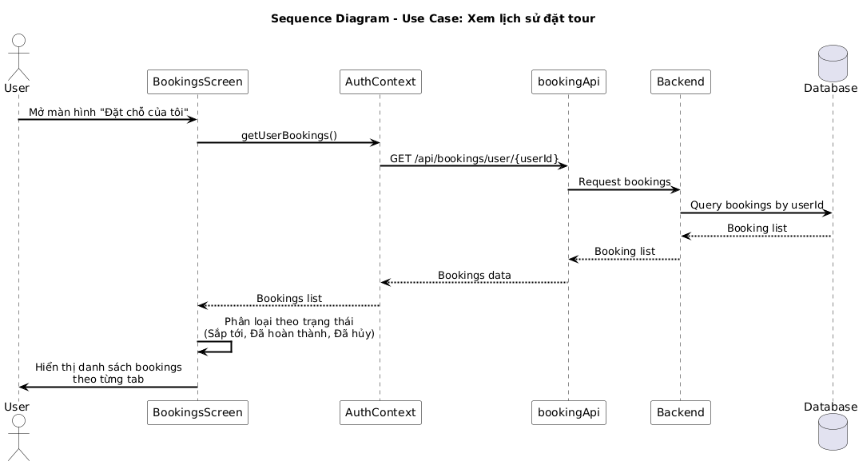 Sequence Diagram - Use Case: Xem lịch sử đặt tour
User
BookingsScreen
AuthContext
bookingApi
Backend
Database
Mở màn hình "Đặt chỗ của tôi"
getUserBookings()
GET /api/bookings/user/{userId}
Request bookings
Query bookings by userId
Booking list
Booking list
Bookings data
Bookings list
Phân loại theo trạng thái
(Sắp tới, Đã hoàn thành, Đã hủy)
Hiển thị danh sách bookings
theo từng tab
User
BookingsScreen
AuthContext
bookingApi
Backend
Database